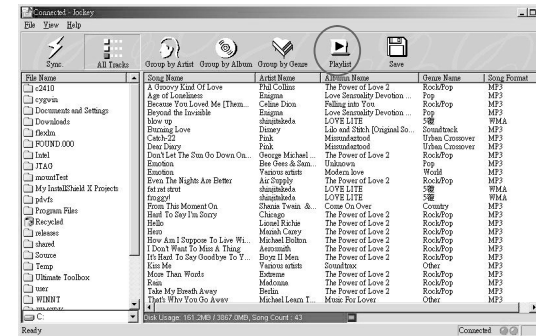 Connected - Jockey
File View Help
Sync. All Tracks Group by Artist Group by Album Group by Genre Playlist Save
File Name Song Name Artist Name Album Name Genre Name Song Format
c2410 A Groovy Kind Of Love Phil Collins The Power of Love 2 Rock/Pop MP3
cygwin Age of Loneliness Enigma Love Sensuality Devotion ... Pop MP3
Documents and Settings Because You Loved Me [Them... Celine Dion Falling into You Rock/Pop MP3
Downloads Beyond the Invisible Enigma Love Sensuality Devotion ... Pop MP3
flexlm blow up shinjitakeda LOVE LITE WMA
FOUND.000 Burning Love Disney Lilo and Stitch [Original So... Soundtrack MP3
Intel Catch-22 Pink Missundaztood Urban Crossover MP3
JTAG Dear Diary Pink Missundaztood Urban Crossover MP3
mountTest Don't Let The Sun Go Down On... George Michael ... The Power of Love 2 Rock/Pop MP3
My InstallShield X Projects Emotion Bee Gees & Sam... Unknown Pop MP3
pdvfs Emotion Various artists Modern love World MP3
Program Files Even The Nights Are Better Air Supply The Power of Love 2 Rock/Pop MP3
Recycled fat rat strut shinjitakeda LOVE LITE WMA
releases froggy! shinjitakeda LOVE LITE WMA
shared From This Moment On Shania Twain &... Come On Over Country MP3
Source Hard To Say I'm Sorry Chicago The Power of Love 2 Rock/Pop MP3
Temp Hello Lionel Richie The Power of Love 2 Rock/Pop MP3
Ultimate Toolbox Hero Mariah Carey The Power of Love 2 Rock/Pop MP3
user How Am I Suppose To Live Wi... Michael Bolton The Power of Love 2 Rock/Pop MP3
WINNT I Don't Want To Miss A Thing Aerosmith The Power of Love 2 Rock/Pop MP3
It's Hard To Say Goodbye To Y... Boyz II Men The Power of Love 2 Rock/Pop MP3
Kiss Me Various artists Soundtrax Other MP3
More Than Words Extreme The Power of Love 2 Rock/Pop MP3
Rain Madonna The Power of Love 2 Rock/Pop MP3
Take My Breath Away Berlin The Power of Love 2 Rock/Pop MP3
That's Why You Go Away Michael Learn T... Music For Lover Other MP3
C: Disk Usage: 161.2MB / 3867.0MB, Song Count : 43
Ready Connected